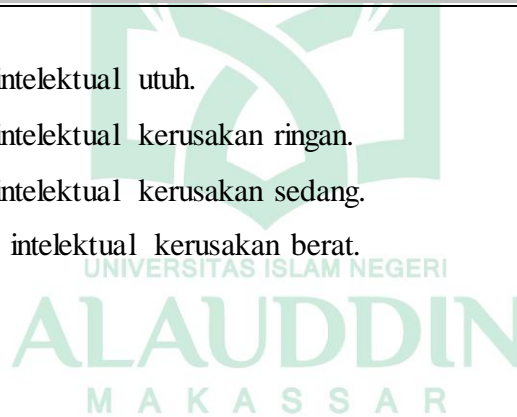 intelektual utuh.
intelektual kerusakan ringan.
intelektual kerusakan sedang.
intelektual kerusakan berat.
UNIVERSITAS ISLAM NEGERI
ALAUDDIN
MAKASSAR